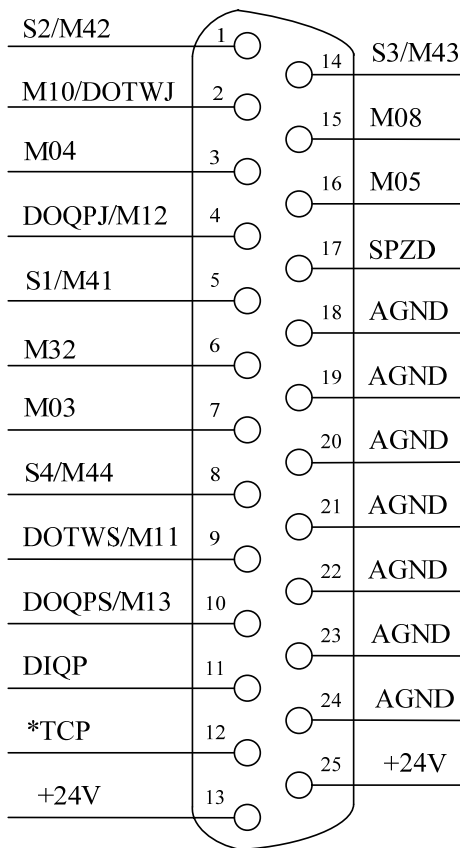 S2/M42 1
14 S3/M43
M10/DOTWJ 2
15 M08
M04 3
16 M05
DOQPJ/M12 4
17 SPZD
S1/M41 5
18 AGND
M32 6
19 AGND
M03 7
20 AGND
S4/M44 8
21 AGND
DOTWS/M11 9
22 AGND
DOQPS/M13 10
23 AGND
DIQP 11
24 AGND
*TCP 12
25 +24V
+24V 13